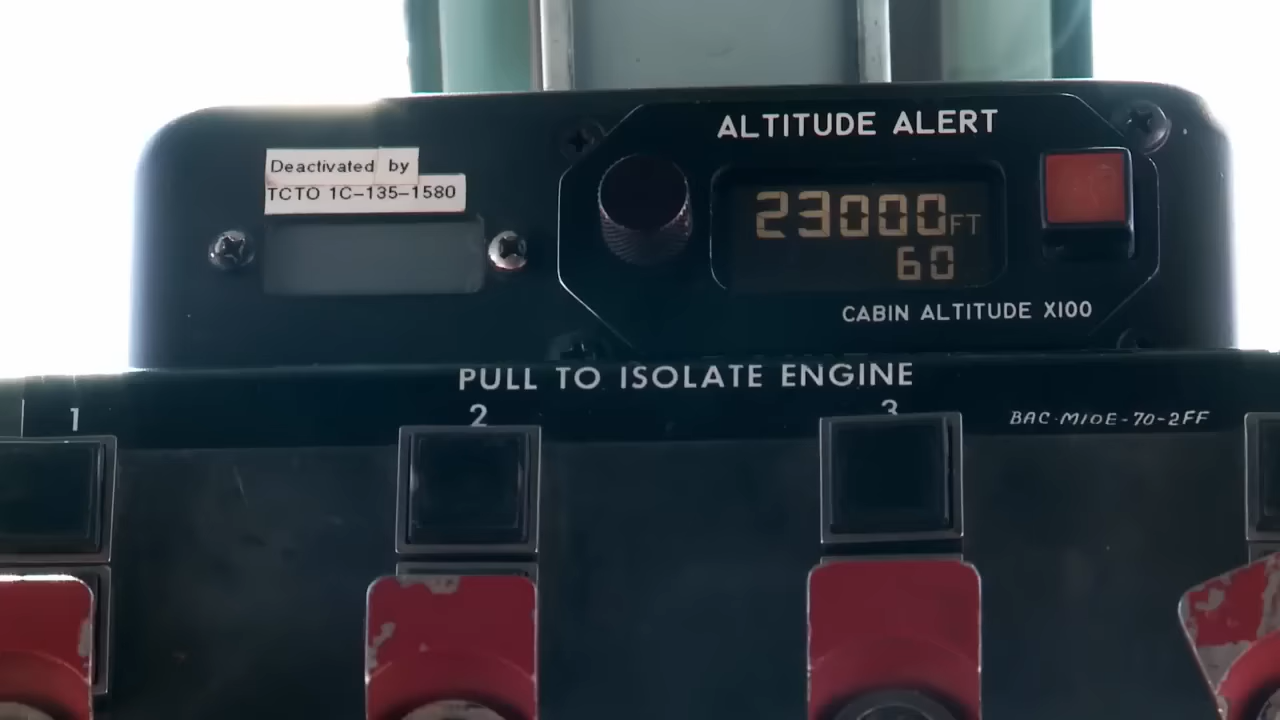 ALTITUDE ALERT
Deactivated by
TCTO 1C-135-1580
23000FT
60
CABIN ALTITUDE X100
PULL TO ISOLATE ENGINE
1 2 3
BAC·M10E-70-2FF